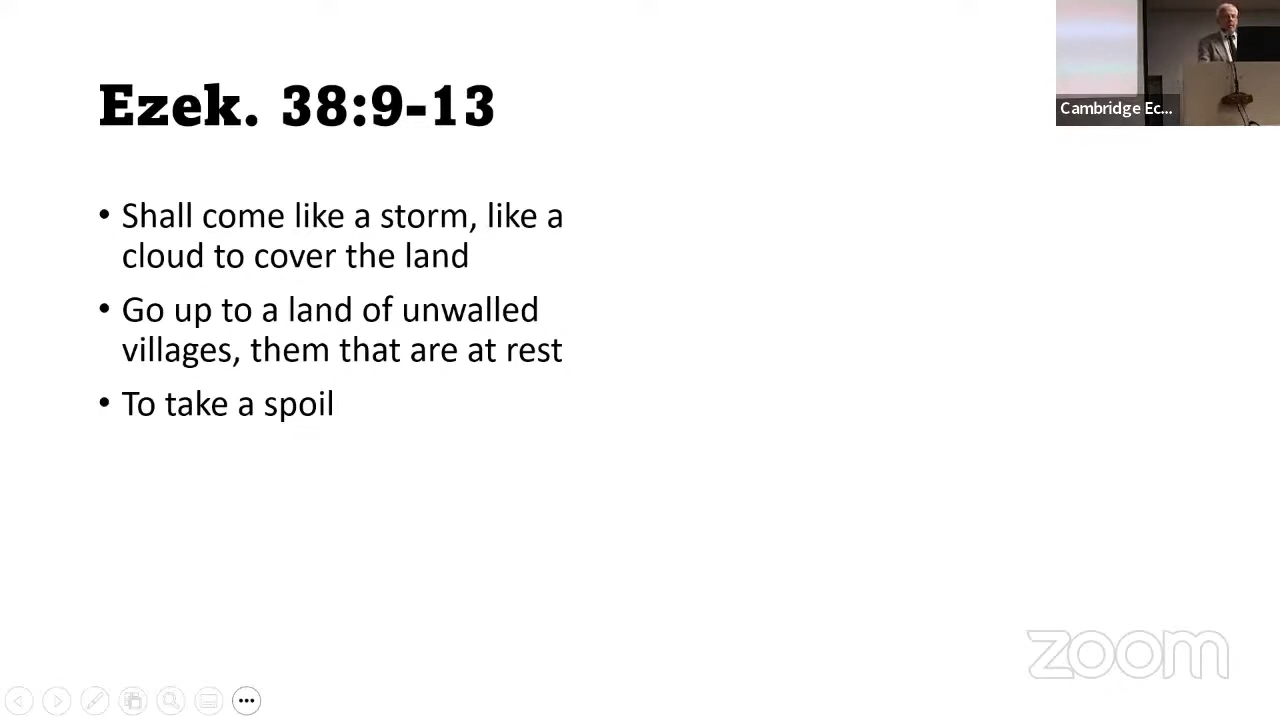 Ezek. 38:9-13
• Shall come like a storm, like a
cloud to cover the land
• Go up to a land of unwalled
villages, them that are at rest
• To take a spoil
Cambridge Ec...
zoom